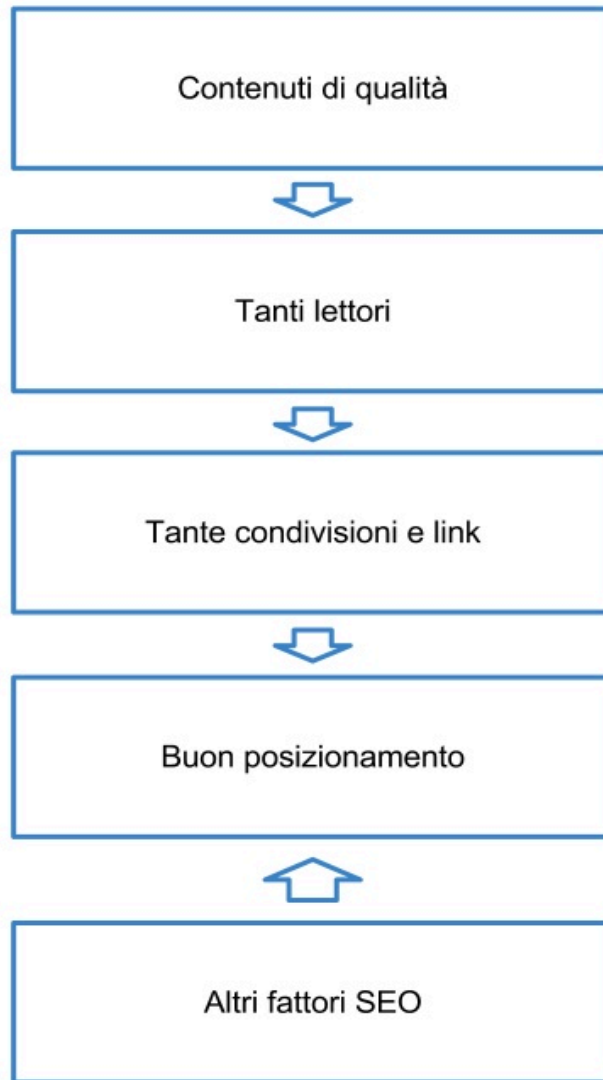 Contenuti di qualità
Tanti lettori
Tante condivisioni e link
Buon posizionamento
Altri fattori SEO